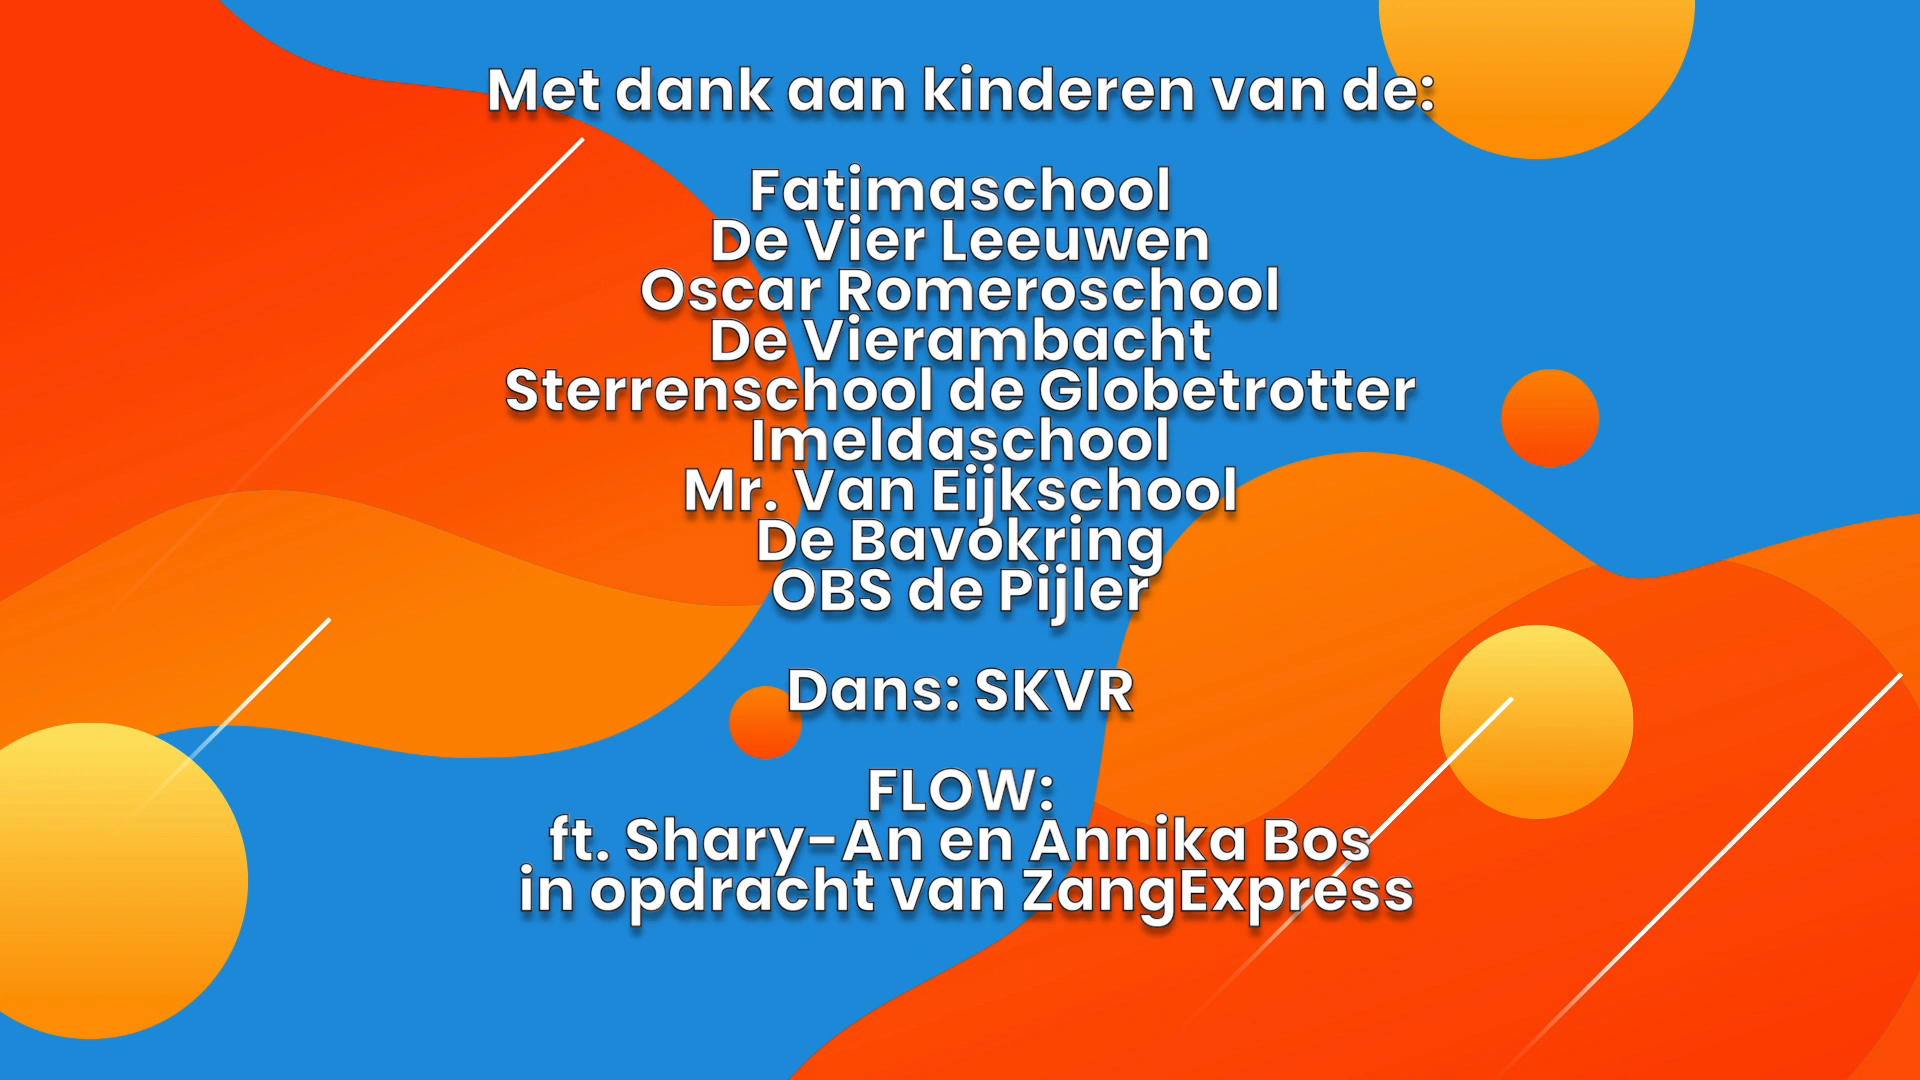 Met dank aan kinderen van de:
Fatimaschool
De Vier Leeuwen
Oscar Romeroschool
De Vierambacht
Sterrenschool de Globetrotter
Imeldaschool
Mr. Van Eijkschool
De Bavokring
OBS de Pijler
Dans: SKVR
FLOW:
ft. Shary-An en Annika Bos
in opdracht van ZangExpress